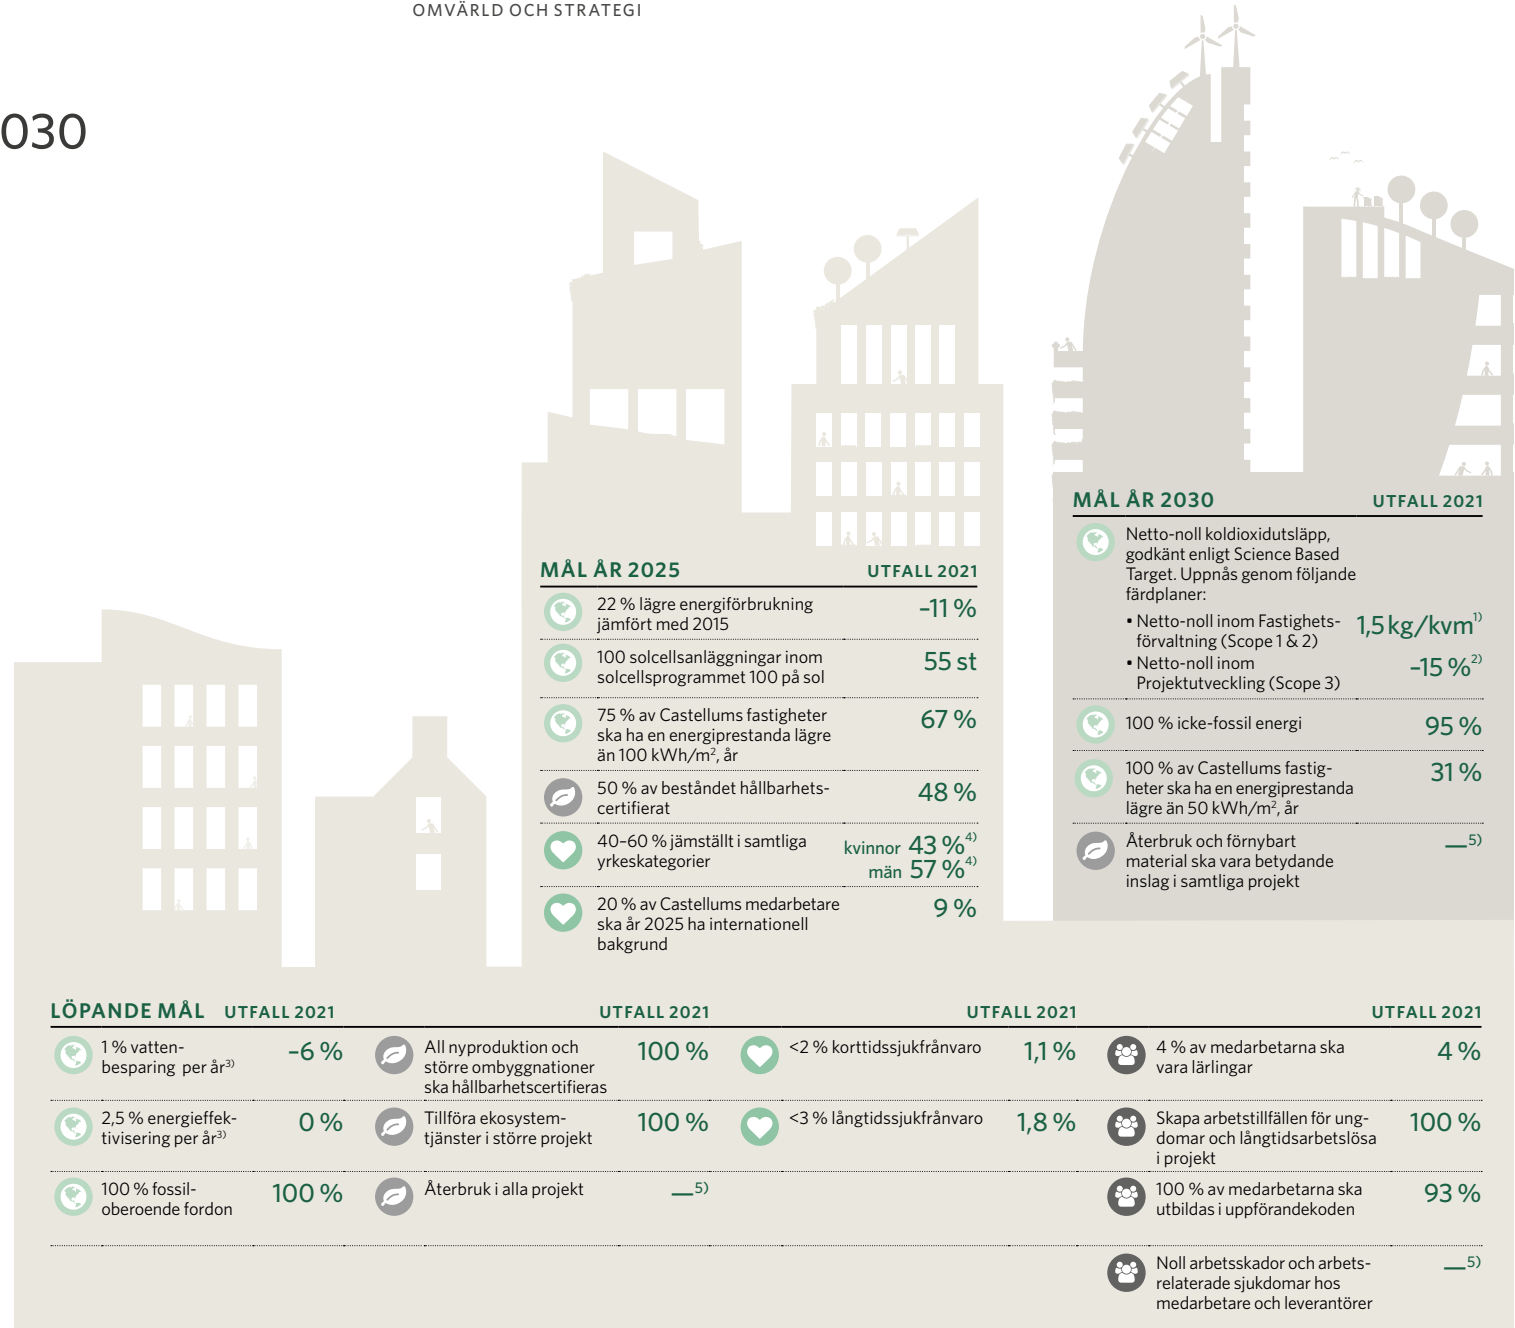 OMVÄRLD OCH STRATEGI
030
MÅL ÅR 2025 UTFALL 2021
22 % lägre energiförbrukning
jämfört med 2015
–11 %
100 solcellsanläggningar inom
solcellsprogrammet 100 på sol
55 st
75 % av Castellums fastigheter
ska ha en energiprestanda lägre
än 100 kWh/m², år
67 %
50 % av beståndet hållbarhets-
certifierat
48 %
40–60 % jämställt i samtliga
yrkeskategorier
kvinnor 43 %⁴⁾
män 57 %⁴⁾
20 % av Castellums medarbetare
ska år 2025 ha internationell
bakgrund
9 %
MÅL ÅR 2030 UTFALL 2021
Netto-noll koldioxidutsläpp,
godkänt enligt Science Based
Target. Uppnås genom följande
färdplaner:
• Netto-noll inom Fastighets-
förvaltning (Scope 1 & 2)
1,5 kg/kvm¹⁾
• Netto-noll inom
Projektutveckling (Scope 3)
–15 %²⁾
100 % icke-fossil energi
95 %
100 % av Castellums fastig-
heter ska ha en energiprestanda
lägre än 50 kWh/m², år
31 %
Återbruk och förnybart
material ska vara betydande
inslag i samtliga projekt
—⁵⁾
LÖPANDE MÅL UTFALL 2021
1 % vatten-
besparing per år³⁾
–6 %
2,5 % energieffek-
tivisering per år³⁾
0 %
100 % fossil-
oberoende fordon
100 %
UTFALL 2021
All nyproduktion och
större ombyggnationer
ska hållbarhetscertifieras
100 %
Tillföra ekosystem-
tjänster i större projekt
100 %
Återbruk i alla projekt
—⁵⁾
UTFALL 2021
<2 % korttidssjukfrånvaro
1,1 %
<3 % långtidssjukfrånvaro
1,8 %
UTFALL 2021
4 % av medarbetarna ska
vara lärlingar
4 %
Skapa arbetstillfällen för ung-
domar och långtidsarbetslösa
i projekt
100 %
100 % av medarbetarna ska
utbildas i uppförandekoden
93 %
Noll arbetsskador och arbets-
relaterade sjukdomar hos
medarbetare och leverantörer
—⁵⁾